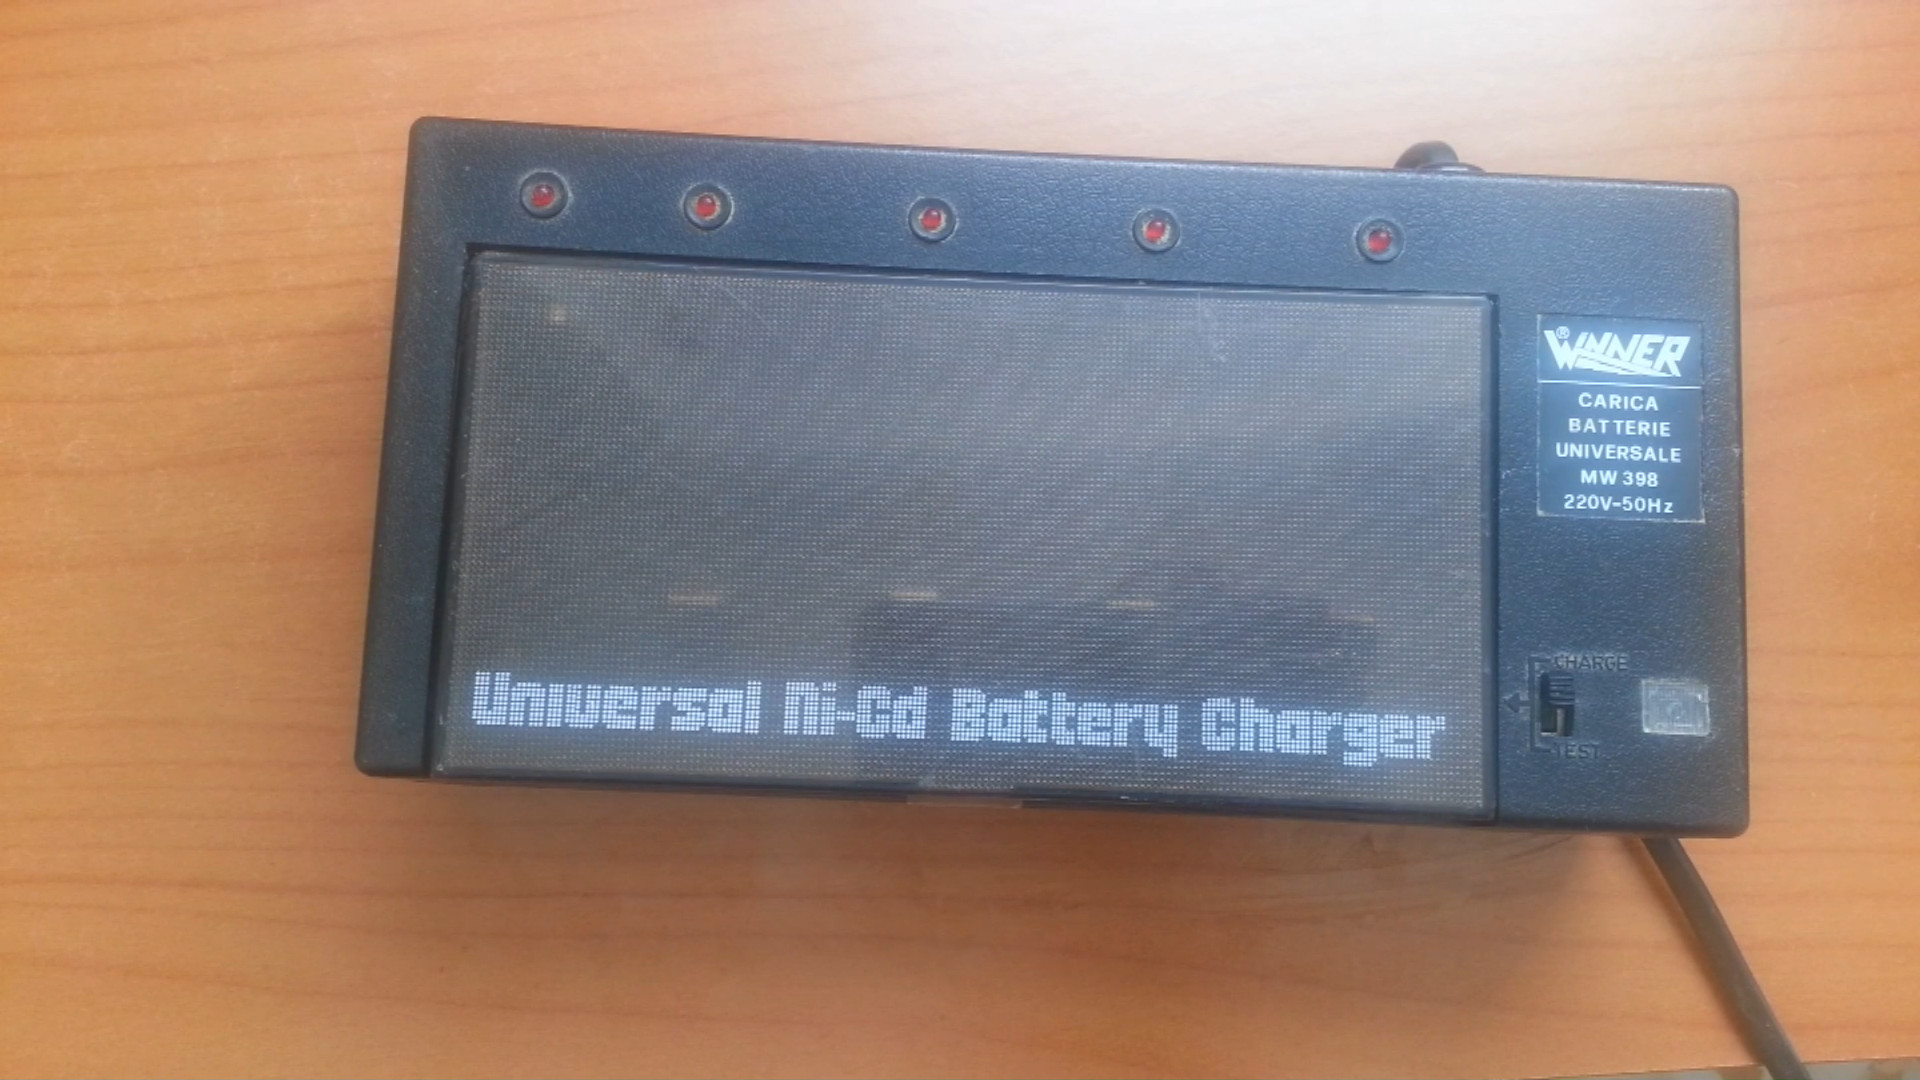 WINNER®
CARICA
BATTERIE
UNIVERSALE
MW 398
220V-50Hz
CHARGE
TEST
Universal Ni-Cd Battery Charger